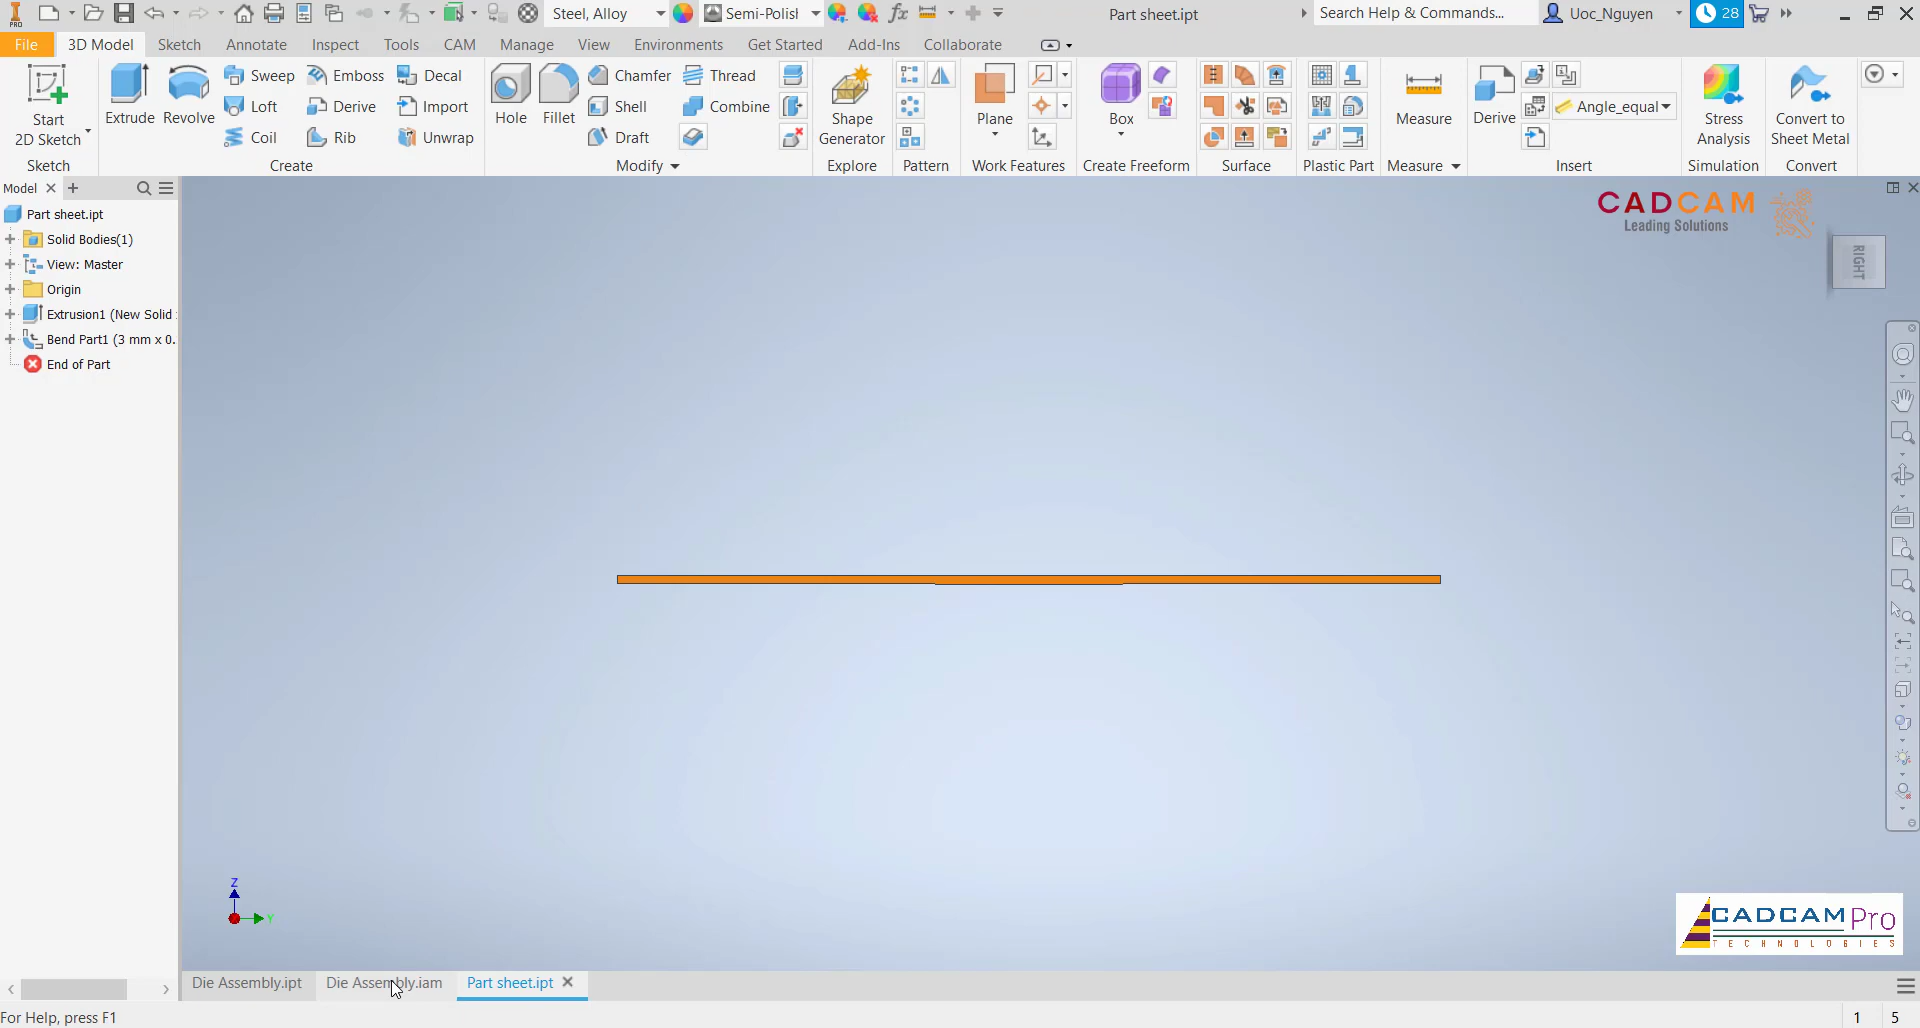 PRO
Steel, Alloy
Semi-Polisl
Part sheet.ipt
Search Help & Commands...
Uoc_Nguyen
28
File
3D Model
Sketch
Annotate
Inspect
Tools
CAM
Manage
View
Environments
Get Started
Add-Ins
Collaborate
Start
2D Sketch
Sketch
Extrude
Revolve
Sweep
Loft
Coil
Emboss
Derive
Rib
Decal
Import
Unwrap
Create
Hole
Fillet
Chamfer
Shell
Draft
Thread
Combine
Modify
Shape
Generator
Explore
Pattern
Plane
Work Features
Box
Create Freeform
Surface
Plastic Part
Measure
Measure
Derive
Angle_equal
Insert
Stress
Analysis
Simulation
Convert to
Sheet Metal
Convert
Model
Part sheet.ipt
Solid Bodies(1)
View: Master
Origin
Extrusion1 (New Solid
Bend Part1 (3 mm x 0.
End of Part
CADCAM
Leading Solutions
RIGHT
Z
Y
CADCAM Pro
TECHNOLOGIES
Die Assembly.ipt
Die Assembly.iam
Part sheet.ipt
For Help, press F1
1
5